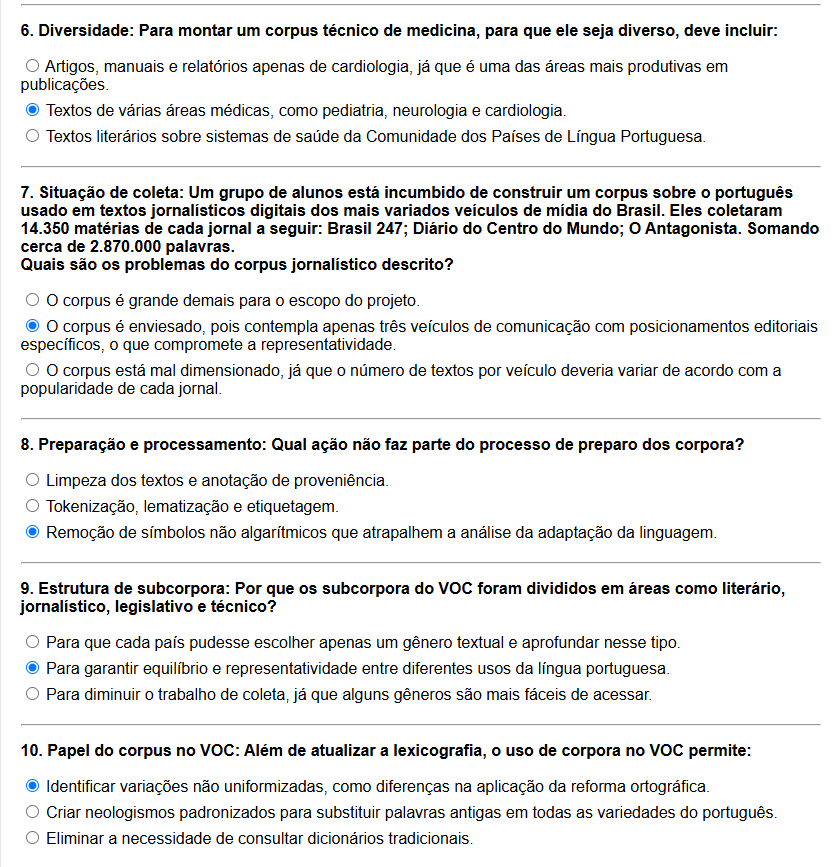 6. Diversidade: Para montar um corpus técnico de medicina, para que ele seja diverso, deve incluir:
Artigos, manuais e relatórios apenas de cardiologia, já que é uma das áreas mais produtivas em
publicações.
Textos de várias áreas médicas, como pediatria, neurologia e cardiologia.
Textos literários sobre sistemas de saúde da Comunidade dos Países de Língua Portuguesa.
7. Situação de coleta: Um grupo de alunos está incumbido de construir um corpus sobre o português
usado em textos jornalísticos digitais dos mais variados veículos de mídia do Brasil. Eles coletaram
14.350 matérias de cada jornal a seguir: Brasil 247; Diário do Centro do Mundo; O Antagonista. Somando
cerca de 2.870.000 palavras.
Quais são os problemas do corpus jornalístico descrito?
O corpus é grande demais para o escopo do projeto.
O corpus é enviesado, pois contempla apenas três veículos de comunicação com posicionamentos editoriais
específicos, o que compromete a representatividade.
O corpus está mal dimensionado, já que o número de textos por veículo deveria variar de acordo com a
popularidade de cada jornal.
8. Preparação e processamento: Qual ação não faz parte do processo de preparo dos corpora?
Limpeza dos textos e anotação de proveniência.
Tokenização, lematização e etiquetagem.
Remoção de símbolos não algarítmicos que atrapalhem a análise da adaptação da linguagem.
9. Estrutura de subcorpora: Por que os subcorpora do VOC foram divididos em áreas como literário,
jornalístico, legislativo e técnico?
Para que cada país pudesse escolher apenas um gênero textual e aprofundar nesse tipo.
Para garantir equilíbrio e representatividade entre diferentes usos da língua portuguesa.
Para diminuir o trabalho de coleta, já que alguns gêneros são mais fáceis de acessar.
10. Papel do corpus no VOC: Além de atualizar a lexicografia, o uso de corpora no VOC permite:
Identificar variações não uniformizadas, como diferenças na aplicação da reforma ortográfica.
Criar neologismos padronizados para substituir palavras antigas em todas as variedades do português.
Eliminar a necessidade de consultar dicionários tradicionais.